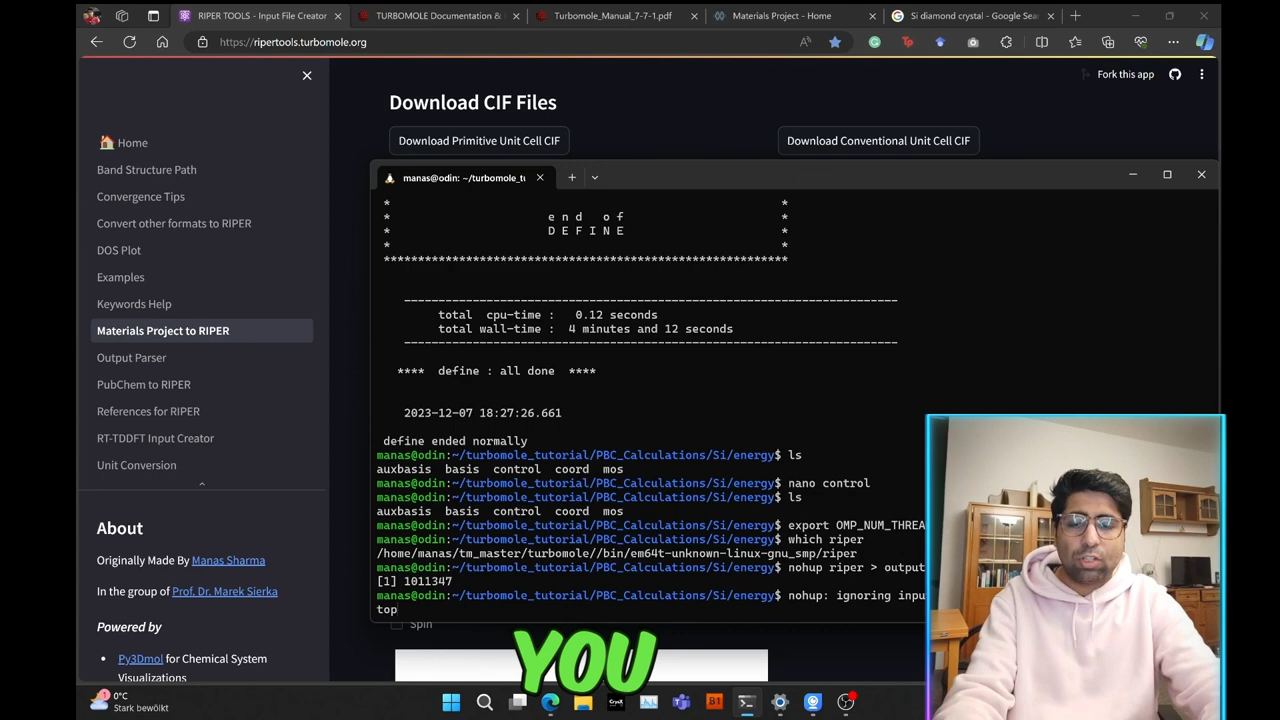 RIPER TOOLS - Input File Creator
TURBOMOLE Documentation &
Turbomole_Manual_7-7-1.pdf
Materials Project - Home
Si diamond crystal - Google Sea
https://ripertools.turbomole.org
Fork this app
Home
Band Structure Path
Convergence Tips
Convert other formats to RIPER
DOS Plot
Examples
Keywords Help
Materials Project to RIPER
Output Parser
PubChem to RIPER
References for RIPER
RT-TDDFT Input Creator
Unit Conversion
About
Originally Made By Manas Sharma
In the group of Prof. Dr. Marek Sierka
Powered by
• Py3Dmol for Chemical System
Visualizations
Download CIF Files
Download Primitive Unit Cell CIF
Download Conventional Unit Cell CIF
manas@odin: ~/turbomole_tu
* *
* e n d o f *
* D E F I N E *
* *
**********************************************************
------------------------------------------------------------------------
total cpu-time : 0.12 seconds
total wall-time : 4 minutes and 12 seconds
------------------------------------------------------------------------
**** define : all done ****
2023-12-07 18:27:26.661
define ended normally
manas@odin:~/turbomole_tutorial/PBC_Calculations/Si/energy$ ls
auxbasis basis control coord mos
manas@odin:~/turbomole_tutorial/PBC_Calculations/Si/energy$ nano control
manas@odin:~/turbomole_tutorial/PBC_Calculations/Si/energy$ ls
auxbasis basis control coord mos
manas@odin:~/turbomole_tutorial/PBC_Calculations/Si/energy$ export OMP_NUM_THREA
manas@odin:~/turbomole_tutorial/PBC_Calculations/Si/energy$ which riper
/home/manas/tm_master/turbomole//bin/em64t-unknown-linux-gnu_smp/riper
manas@odin:~/turbomole_tutorial/PBC_Calculations/Si/energy$ nohup riper > output
[1] 1011347
manas@odin:~/turbomole_tutorial/PBC_Calculations/Si/energy$ nohup: ignoring inpu
top
Spin
YOU
0°C
Stark bewölkt
CrysX
B1